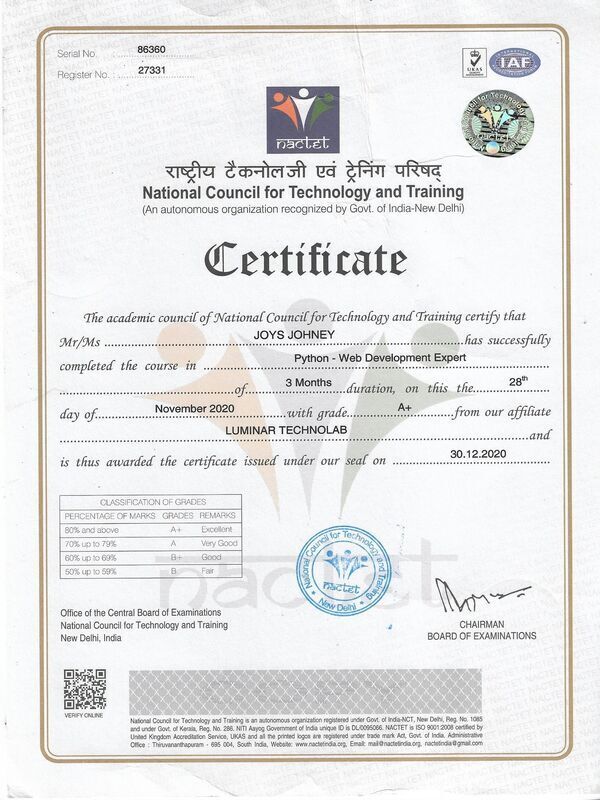 Serial No. : 86360
Register No. : 27331
UKAS
INTERNATIONAL
IAF
nactet
राष्ट्रीय टैकनोलजी एवं ट्रेनिंग परिषद्
National Council for Technology and Training
(An autonomous organization recognized by Govt. of India-New Delhi)
Certificate
The academic council of National Council for Technology and Training certify that
Mr/Ms JOYS JOHNEY has successfully
completed the course in Python - Web Development Expert
of 3 Months duration, on this the 28th
day of November 2020 with grade A+ from our affiliate
LUMINAR TECHNOLAB and
is thus awarded the certificate issued under our seal on 30.12.2020
CLASSIFICATION OF GRADES
PERCENTAGE OF MARKS GRADES REMARKS
80% and above A+ Excellent
70% up to 79% A Very Good
60% up to 69% B+ Good
50% up to 59% B Fair
National Council for Technology and Training
nactet
New Delhi
Office of the Central Board of Examinations
National Council for Technology and Training
New Delhi, India
CHAIRMAN
BOARD OF EXAMINATIONS
VERIFY ONLINE
National Council for Technology and Training is an autonomous organization registered under Govt. of India-NCT, New Delhi, Reg. No. 1085
and under Govt. of Kerala, Reg. No. 286. NITI Aayog Government of India unique ID is DL/0095066. NACTET is ISO 9001:2008 certified by
United Kingdom Accreditation Service, UKAS and all the printed logos are registered under trade mark Act, Govt. of India. Administrative
Office : Thiruvananthapuram - 695 004, South India, Website: www.nactetindia.org, Email: mail@nactetindia.org, nactetindia@gmail.com